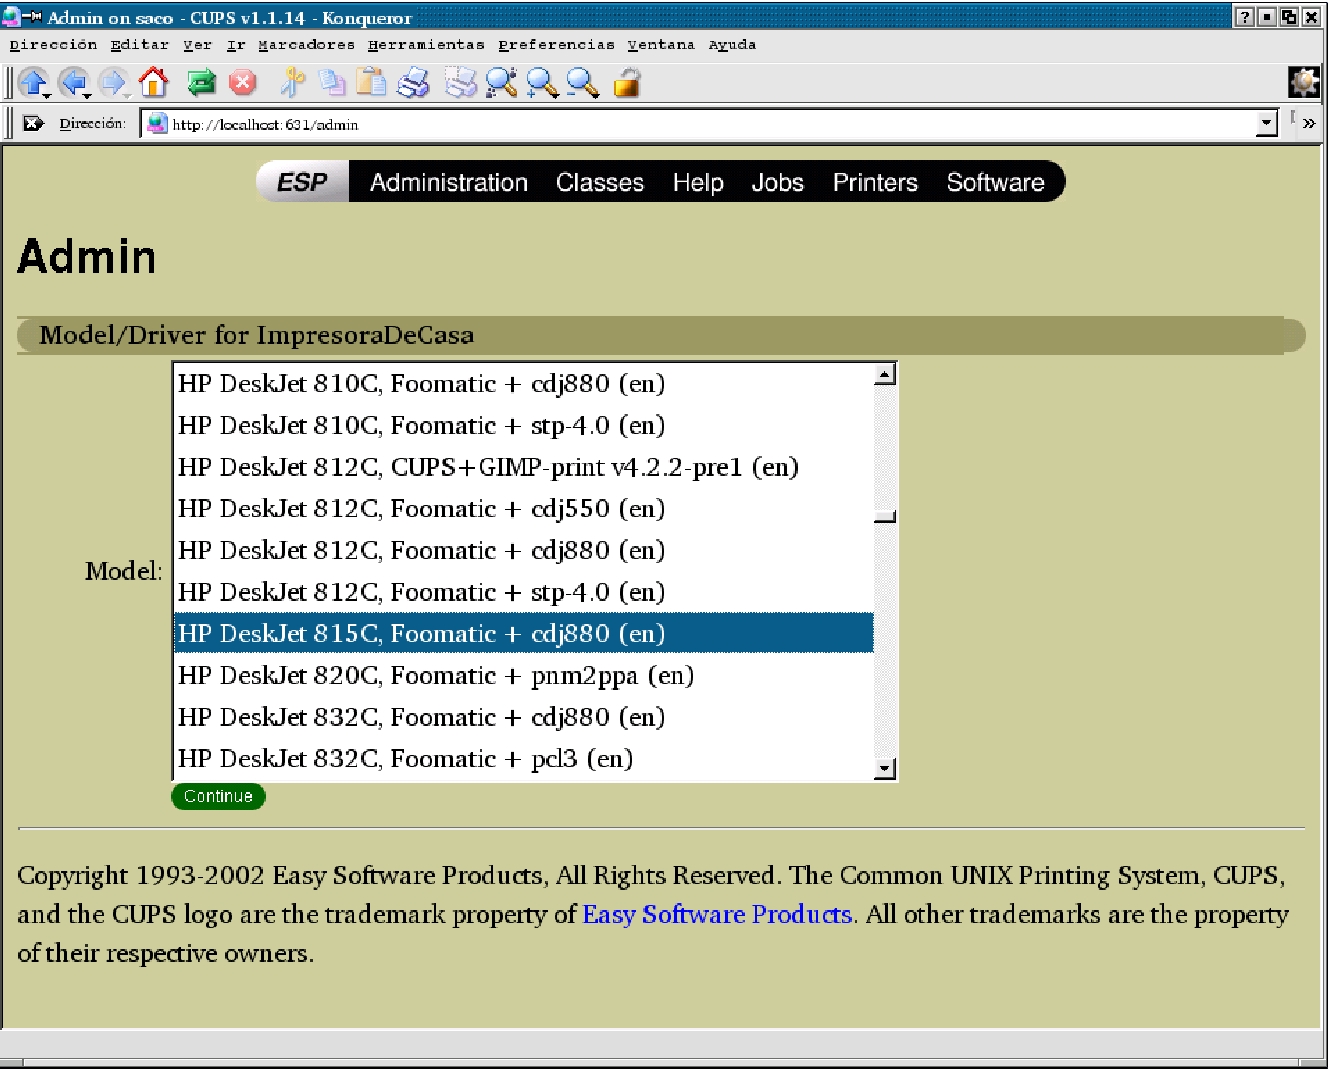 Admin on saco - CUPS v1.1.14 - Konqueror
Dirección Editar Ver Ir Marcadores Herramientas Preferencias Ventana Ayuda
Dirección: http://localhost:631/admin
ESP Administration Classes Help Jobs Printers Software
Admin
Model/Driver for ImpresoraDeCasa
HP DeskJet 810C, Foomatic + cdj880 (en)
HP DeskJet 810C, Foomatic + stp-4.0 (en)
HP DeskJet 812C, CUPS+GIMP-print v4.2.2-pre1 (en)
HP DeskJet 812C, Foomatic + cdj550 (en)
HP DeskJet 812C, Foomatic + cdj880 (en)
Model:
HP DeskJet 812C, Foomatic + stp-4.0 (en)
HP DeskJet 815C, Foomatic + cdj880 (en)
HP DeskJet 820C, Foomatic + pnm2ppa (en)
HP DeskJet 832C, Foomatic + cdj880 (en)
HP DeskJet 832C, Foomatic + pcl3 (en)
Continue
Copyright 1993-2002 Easy Software Products, All Rights Reserved. The Common UNIX Printing System, CUPS,
and the CUPS logo are the trademark property of Easy Software Products. All other trademarks are the property
of their respective owners.